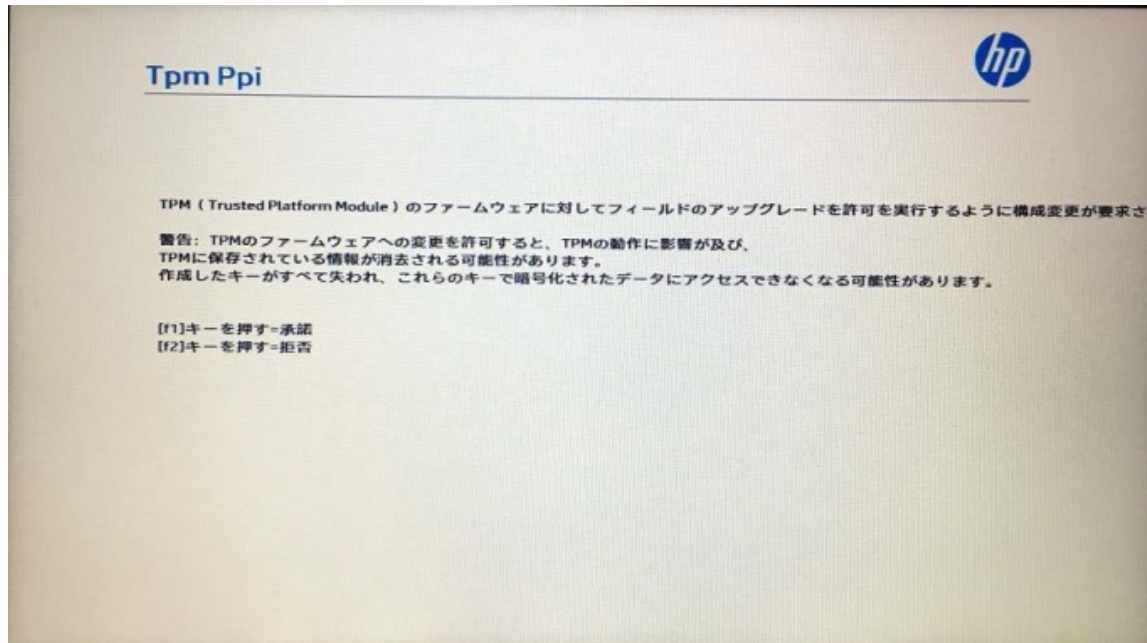 Tpm Ppi
hp
TPM ( Trusted Platform Module ) のファームウェアに対してフィールドのアップグレードを許可を実行するように構成変更が要求さ
警告: TPMのファームウェアへの変更を許可すると、TPMの動作に影響が及び、
TPMに保存されている情報が消去される可能性があります。
作成したキーがすべて失われ、これらのキーで暗号化されたデータにアクセスできなくなる可能性があります。
[f1]キーを押す=承諾
[f2]キーを押す=拒否